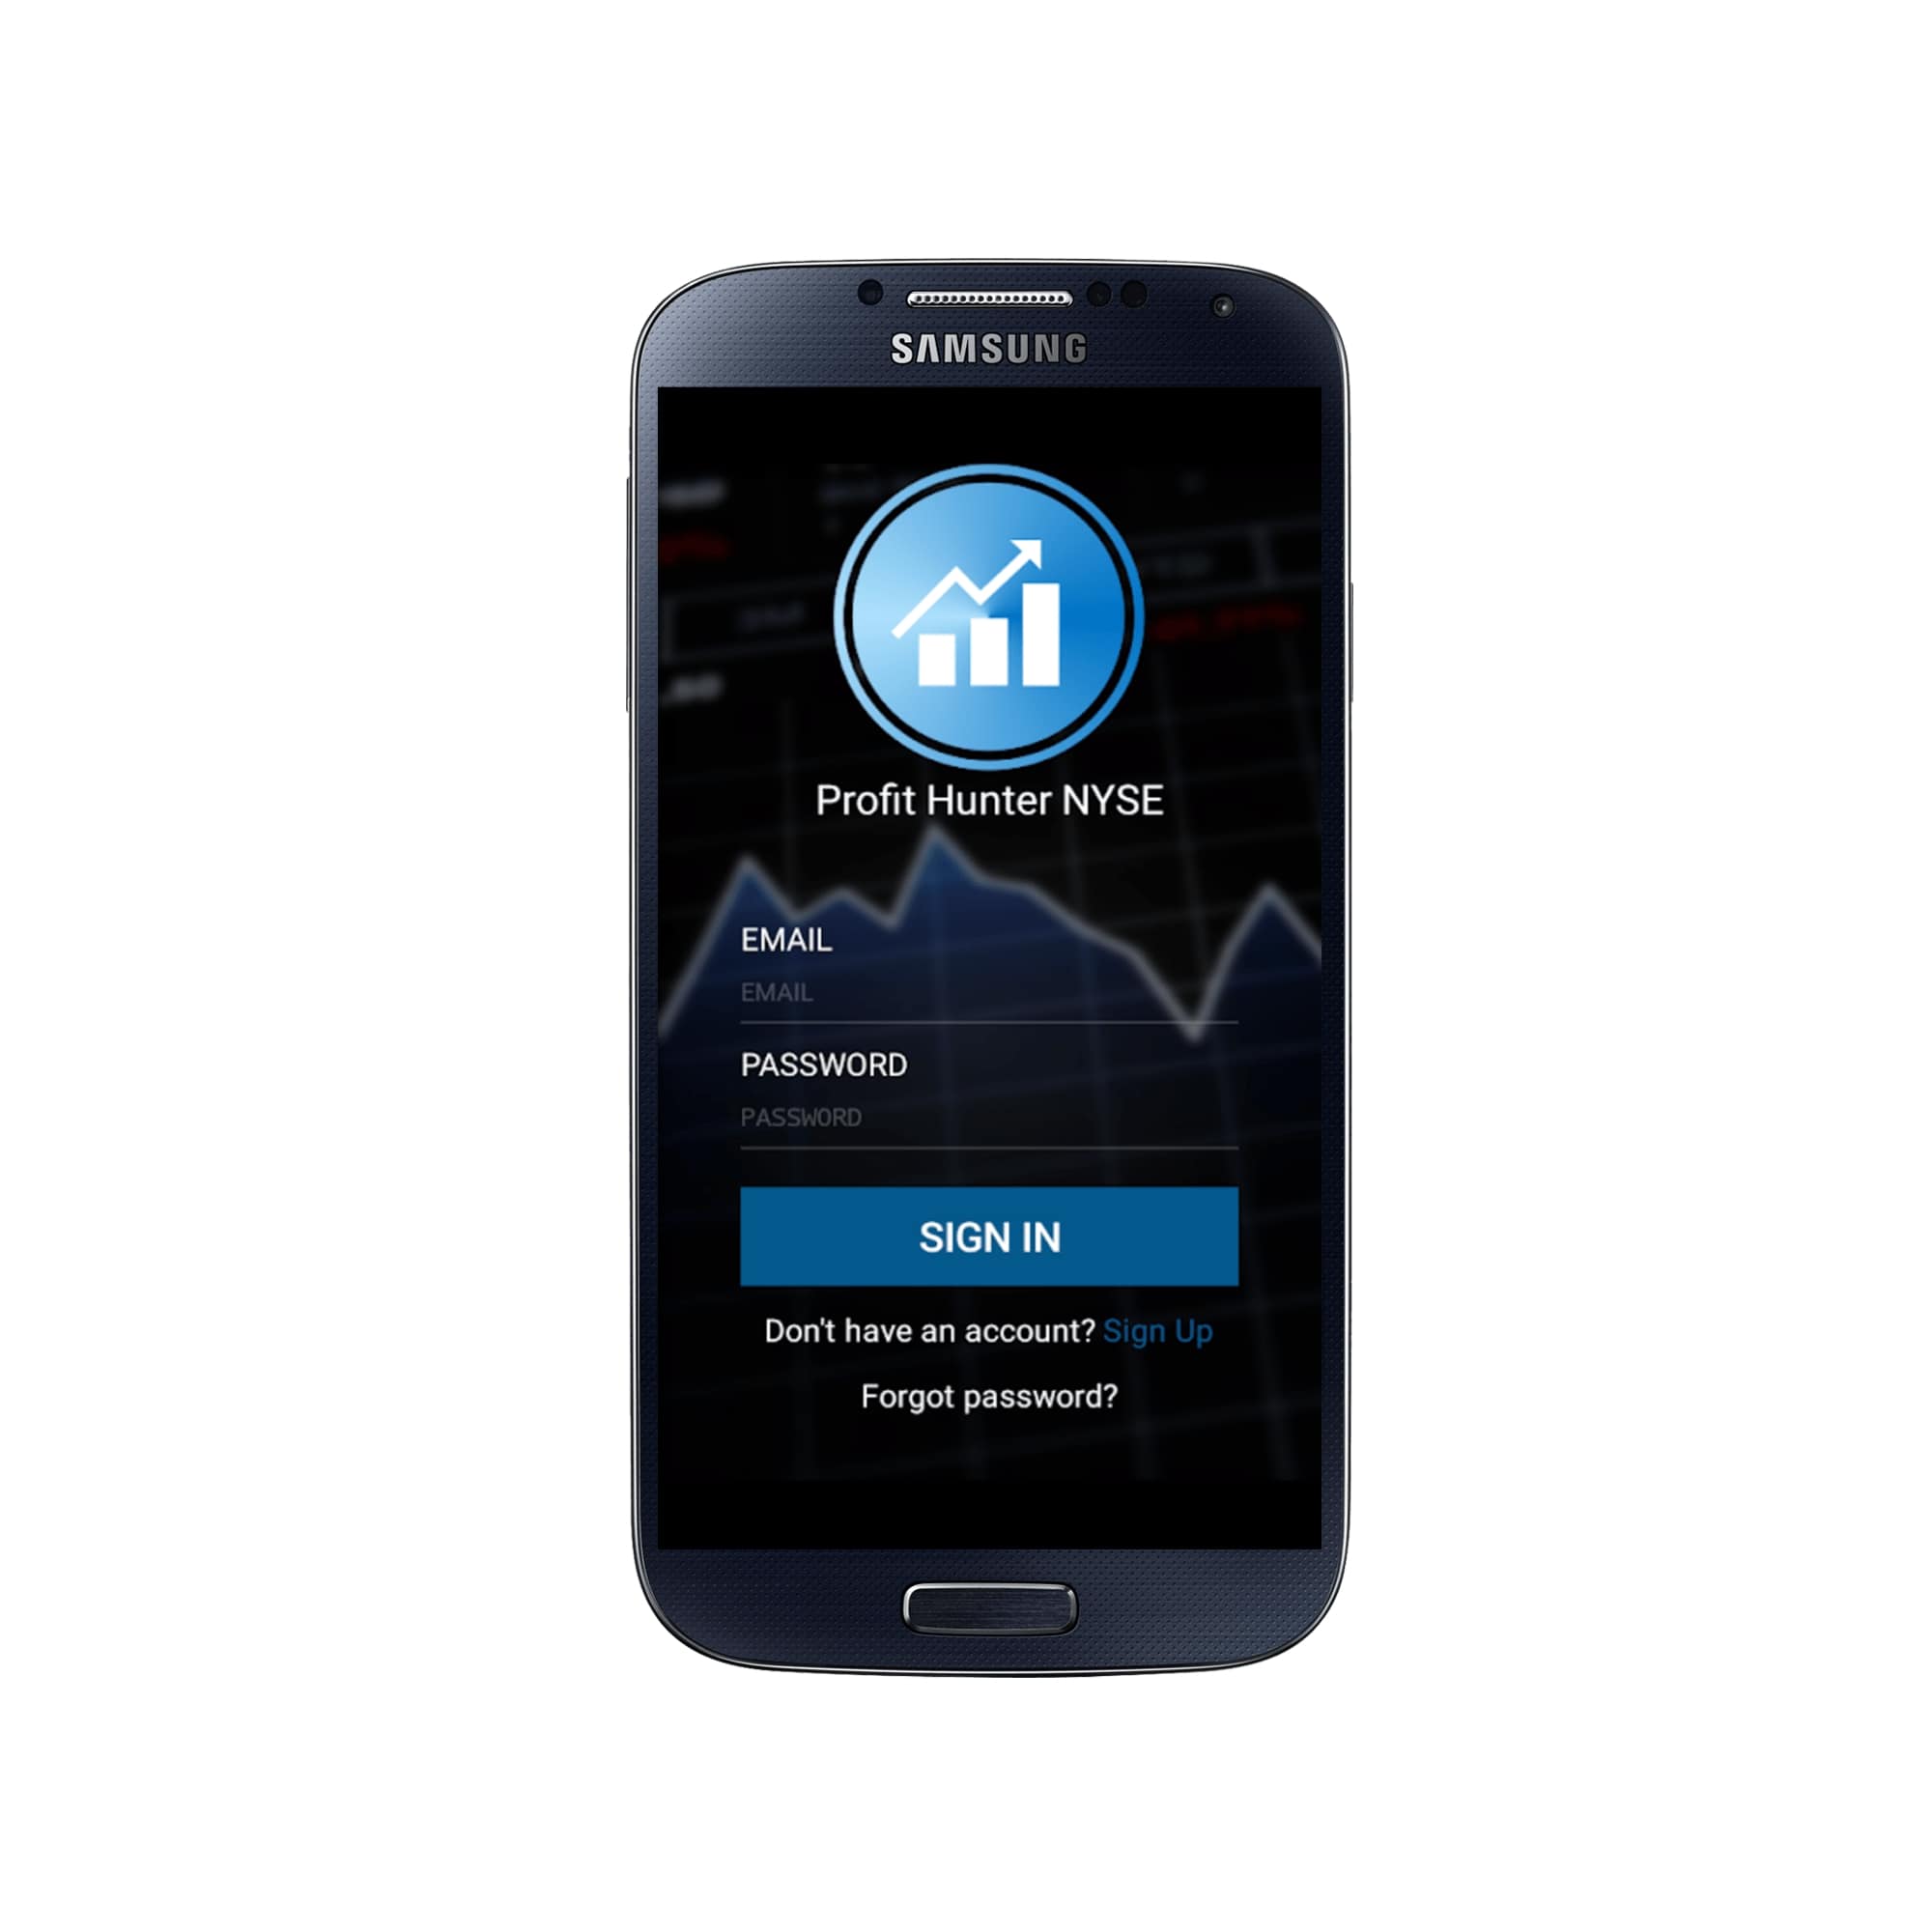 SAMSUNG
Profit Hunter NYSE
EMAIL
EMAIL
PASSWORD
PASSWORD
SIGN IN
Don't have an account? Sign Up
Forgot password?